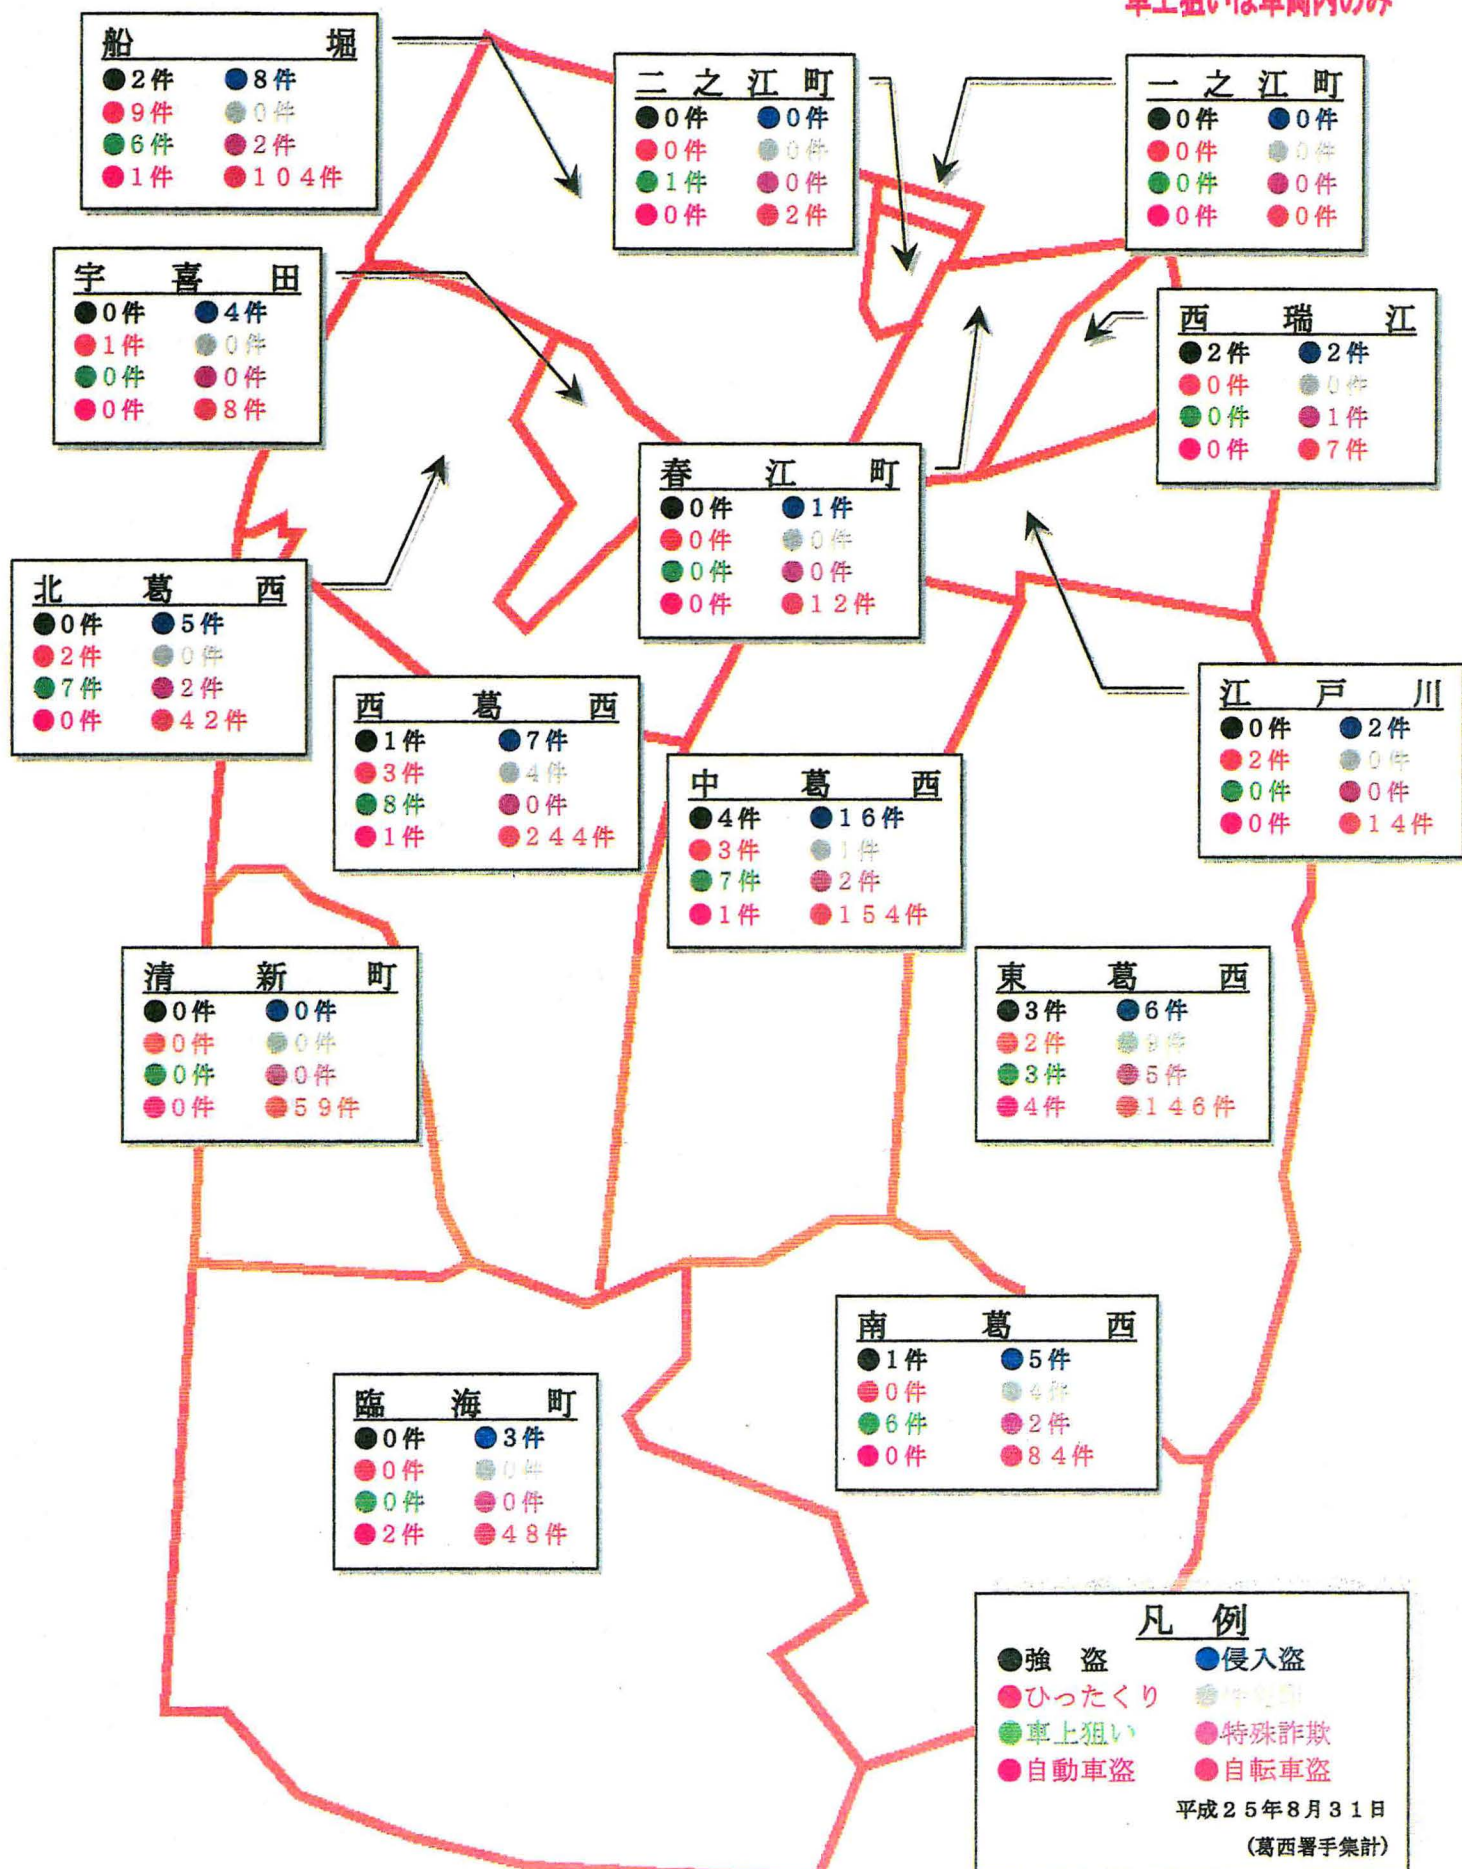 車上狙いは車両内のみ
船堀
●2件 ●8件
●9件 ●0件
●6件 ●2件
●1件 ●104件
二之江町
●0件 ●0件
●0件 ●0件
●1件 ●0件
●0件 ●2件
一之江町
●0件 ●0件
●0件 ●0件
●0件 ●0件
●0件 ●0件
宇喜田
●0件 ●4件
●1件 ●0件
●0件 ●0件
●0件 ●8件
西瑞江
●2件 ●2件
●0件 ●0件
●0件 ●1件
●0件 ●7件
春江町
●0件 ●1件
●0件 ●0件
●0件 ●0件
●0件 ●12件
北葛西
●0件 ●5件
●2件 ●0件
●7件 ●2件
●0件 ●42件
西葛西
●1件 ●7件
●3件 ●4件
●8件 ●0件
●1件 ●244件
中葛西
●4件 ●16件
●3件 ●1件
●7件 ●2件
●1件 ●154件
江戸川
●0件 ●2件
●2件 ●0件
●0件 ●0件
●0件 ●14件
清新町
●0件 ●0件
●0件 ●0件
●0件 ●0件
●0件 ●59件
東葛西
●3件 ●6件
●2件 ●9件
●3件 ●5件
●4件 ●146件
南葛西
●1件 ●5件
●0件 ●4件
●6件 ●2件
●0件 ●84件
臨海町
●0件 ●3件
●0件 ●0件
●0件 ●0件
●2件 ●48件
凡例
●強盗 ●侵入盗
●ひったくり
●車上狙い ●特殊詐欺
●自動車盗 ●自転車盗
平成25年8月31日
(葛西署手集計)